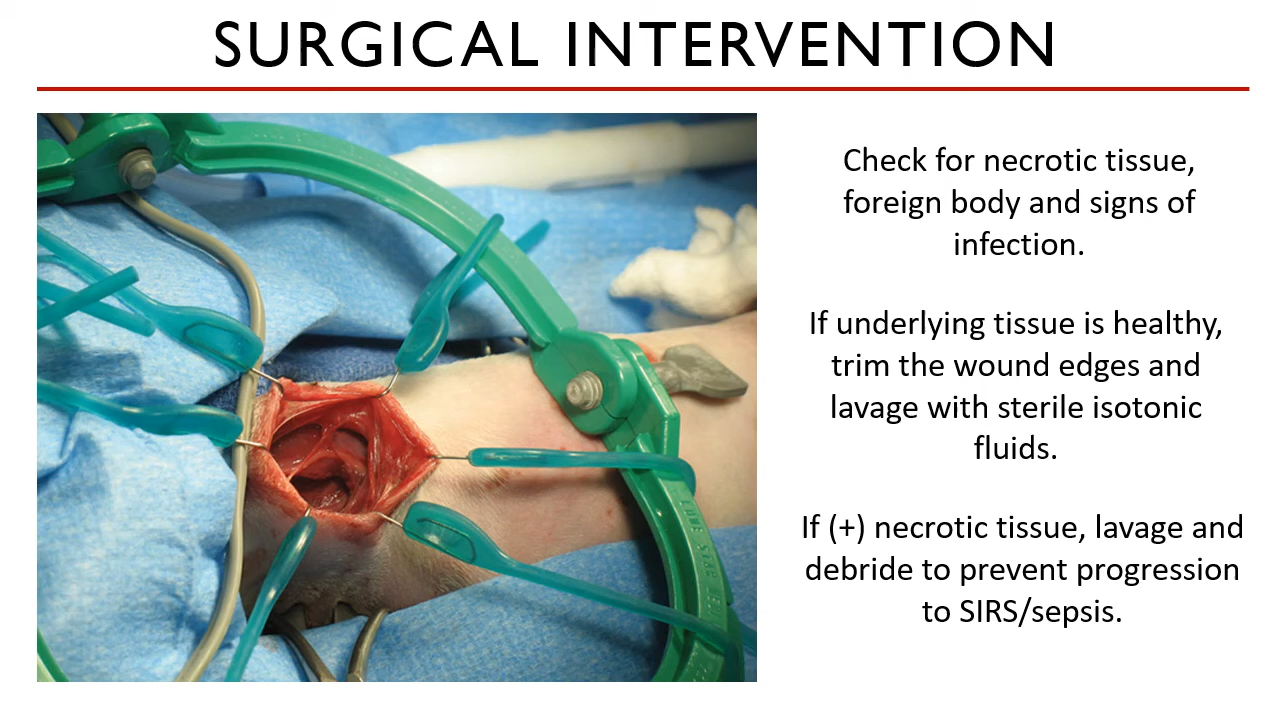 SURGICAL INTERVENTION
Check for necrotic tissue,
foreign body and signs of
infection.
If underlying tissue is healthy,
trim the wound edges and
lavage with sterile isotonic
fluids.
If (+) necrotic tissue, lavage and
debride to prevent progression
to SIRS/sepsis.
LONE STAR